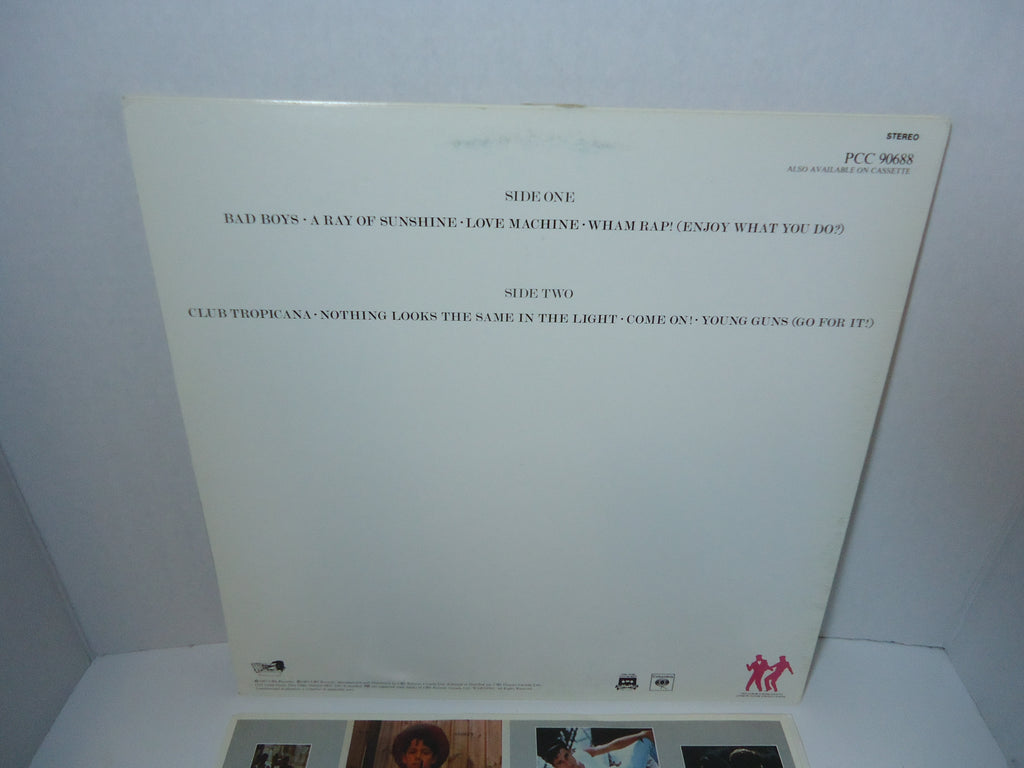 STEREO
PCC 90688
ALSO AVAILABLE ON CASSETTE
SIDE ONE
BAD BOYS · A RAY OF SUNSHINE · LOVE MACHINE · WHAM RAP! (ENJOY WHAT YOU DO?)
SIDE TWO
CLUB TROPICANA · NOTHING LOOKS THE SAME IN THE LIGHT · COME ON! · YOUNG GUNS (GO FOR IT!)